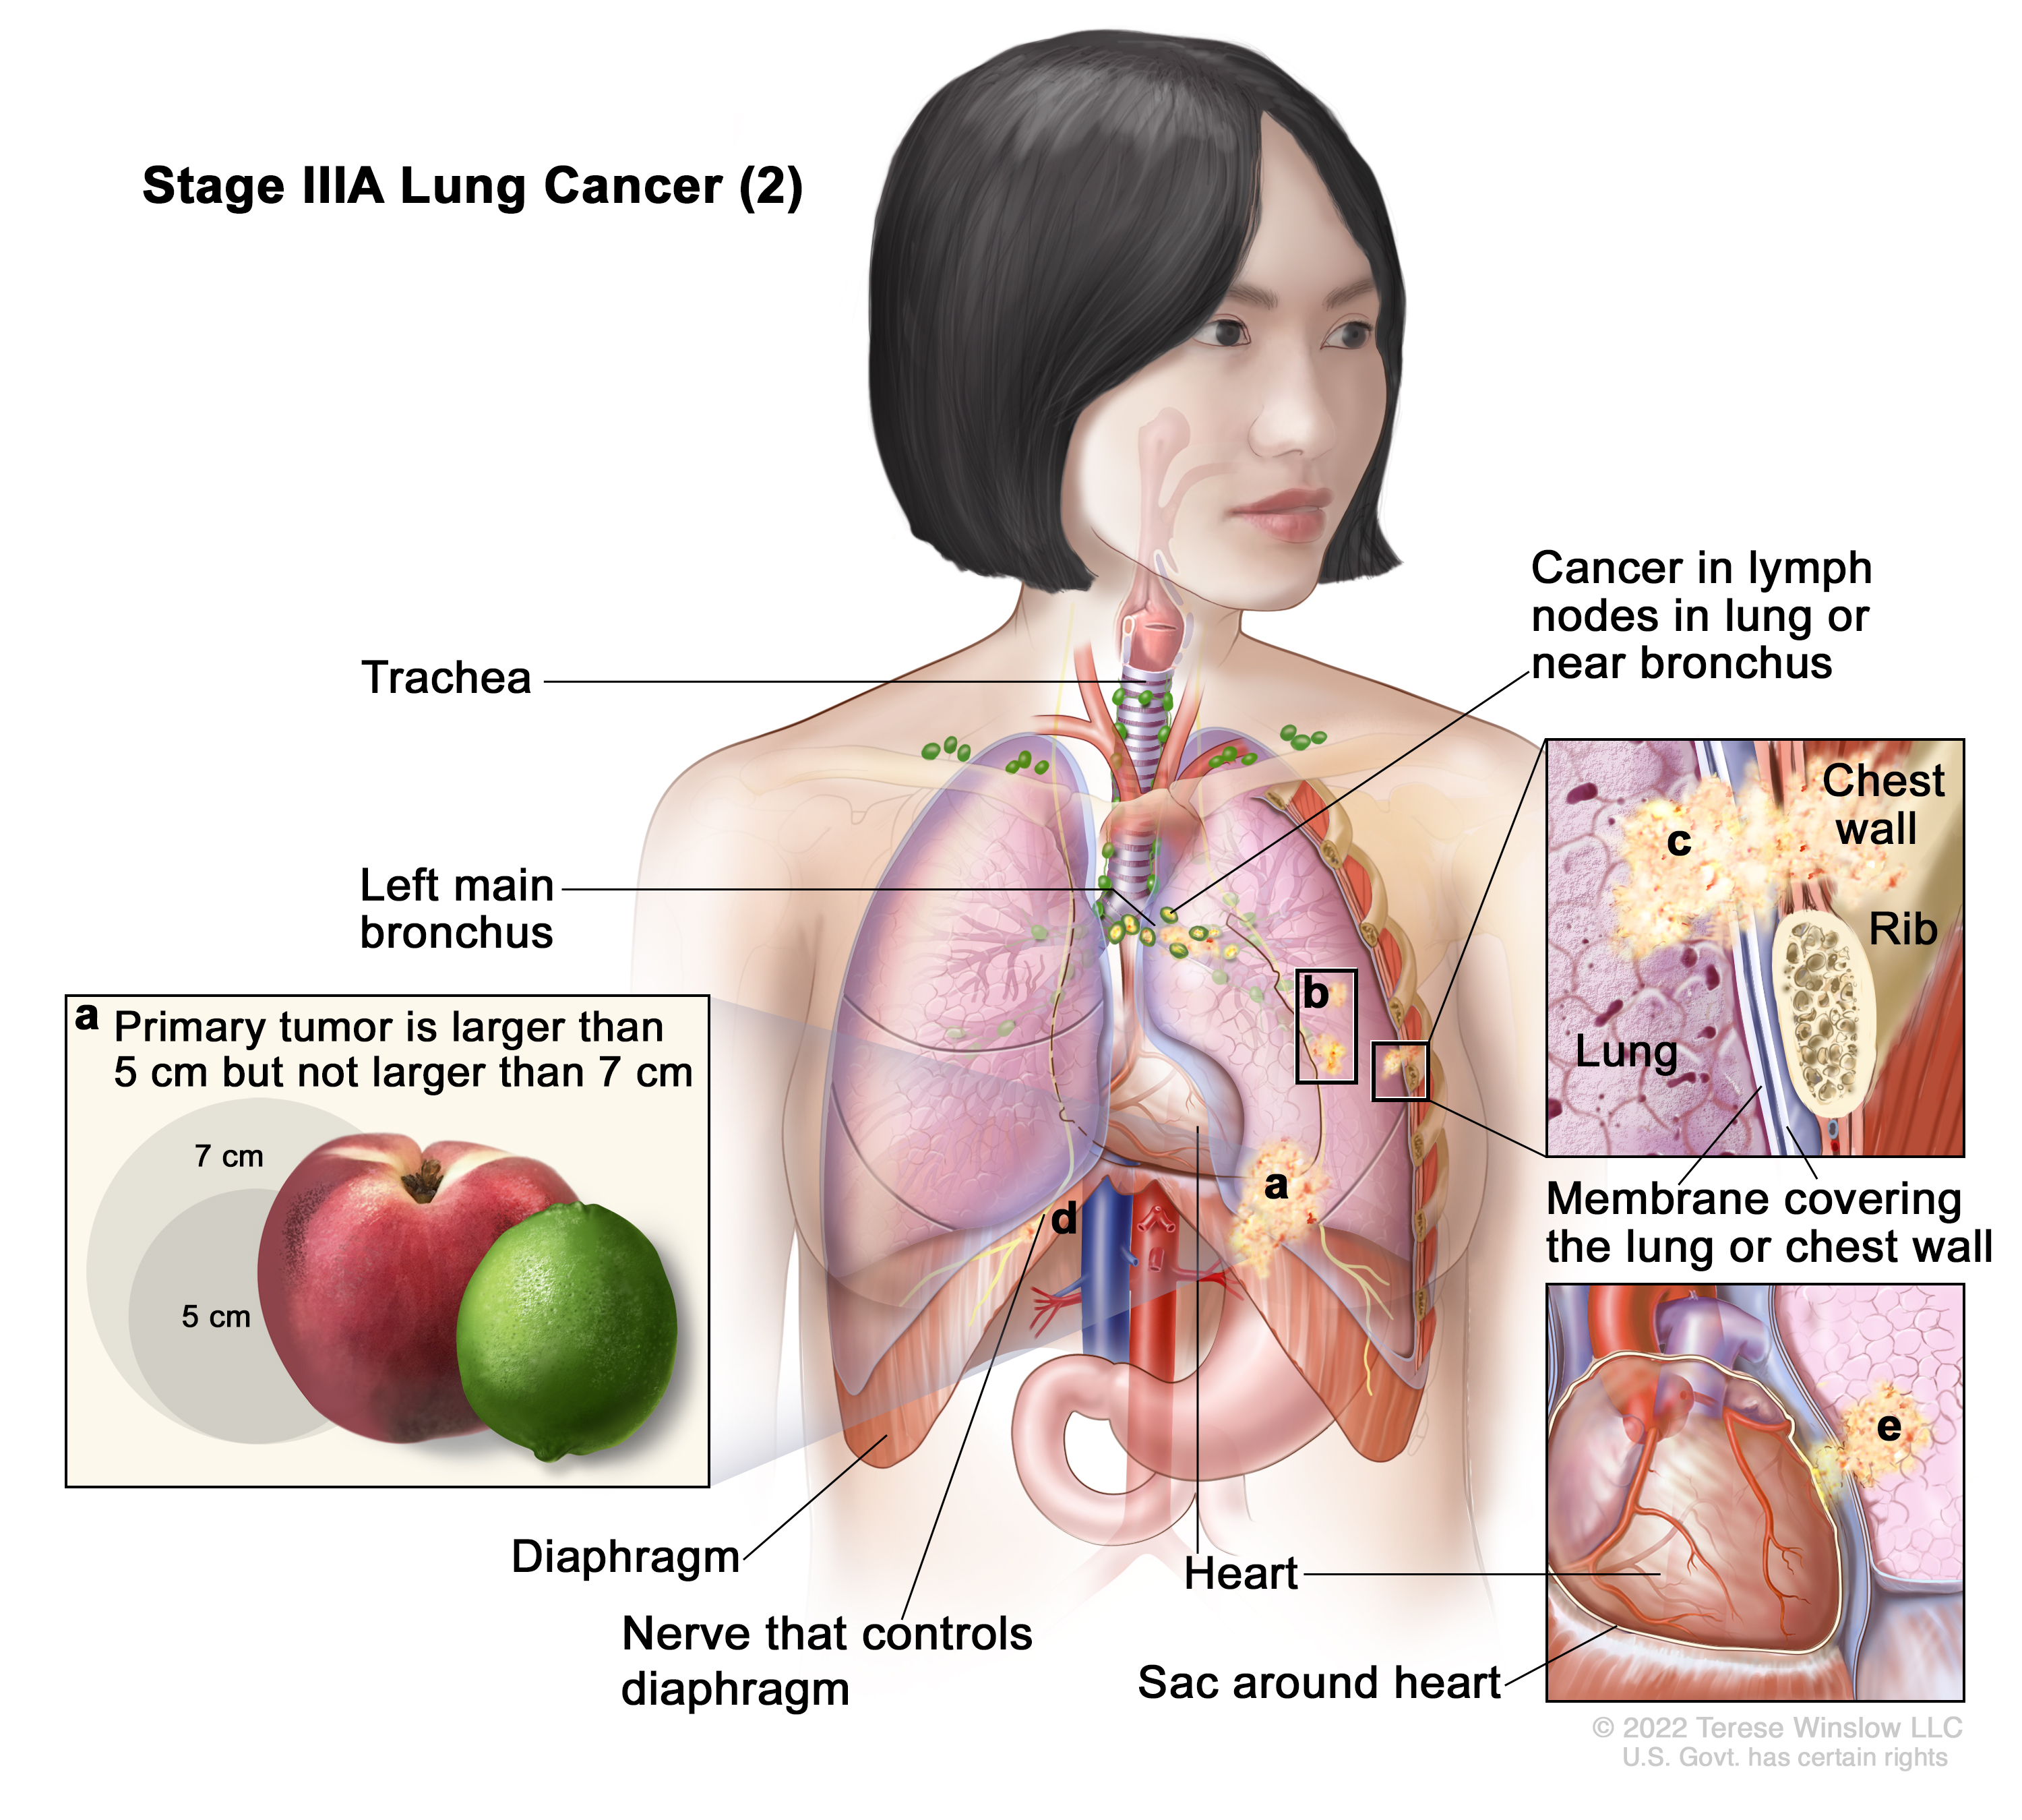 Stage IIIA Lung Cancer (2)
Cancer in lymph
nodes in lung or
near bronchus
Trachea
Left main
bronchus
Chest
wall
c
Rib
Lung
b
a
d
Membrane covering
the lung or chest wall
a Primary tumor is larger than
5 cm but not larger than 7 cm
7 cm
5 cm
e
Diaphragm
Nerve that controls
diaphragm
Heart
Sac around heart
© 2022 Terese Winslow LLC
U.S. Govt. has certain rights